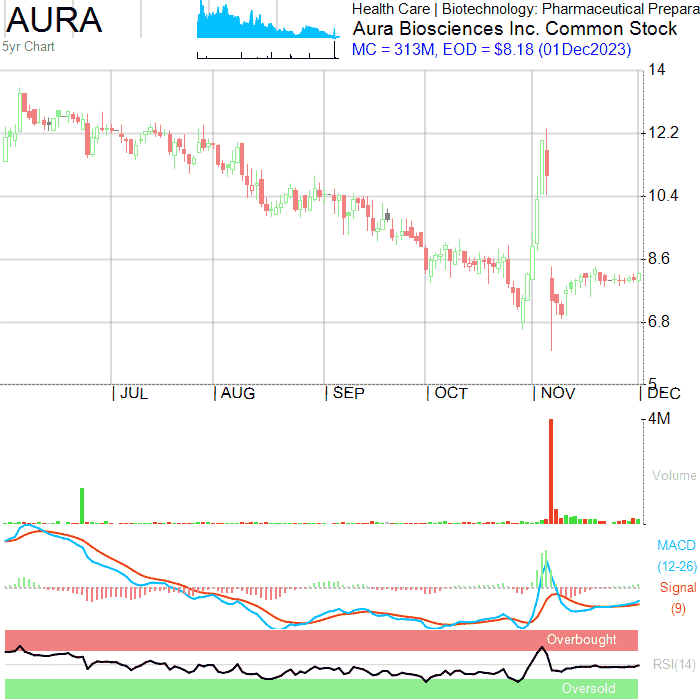 AURA
5yr Chart
Health Care | Biotechnology: Pharmaceutical Prepara
Aura Biosciences Inc. Common Stock
MC = 313M, EOD = $8.18 (01Dec2023)
14
12.2
10.4
8.6
6.8
5
| JUL | AUG | SEP | OCT | NOV | DEC
4M
Volume
MACD
(12-26)
Signal
(9)
Overbought
RSI(14)
Oversold